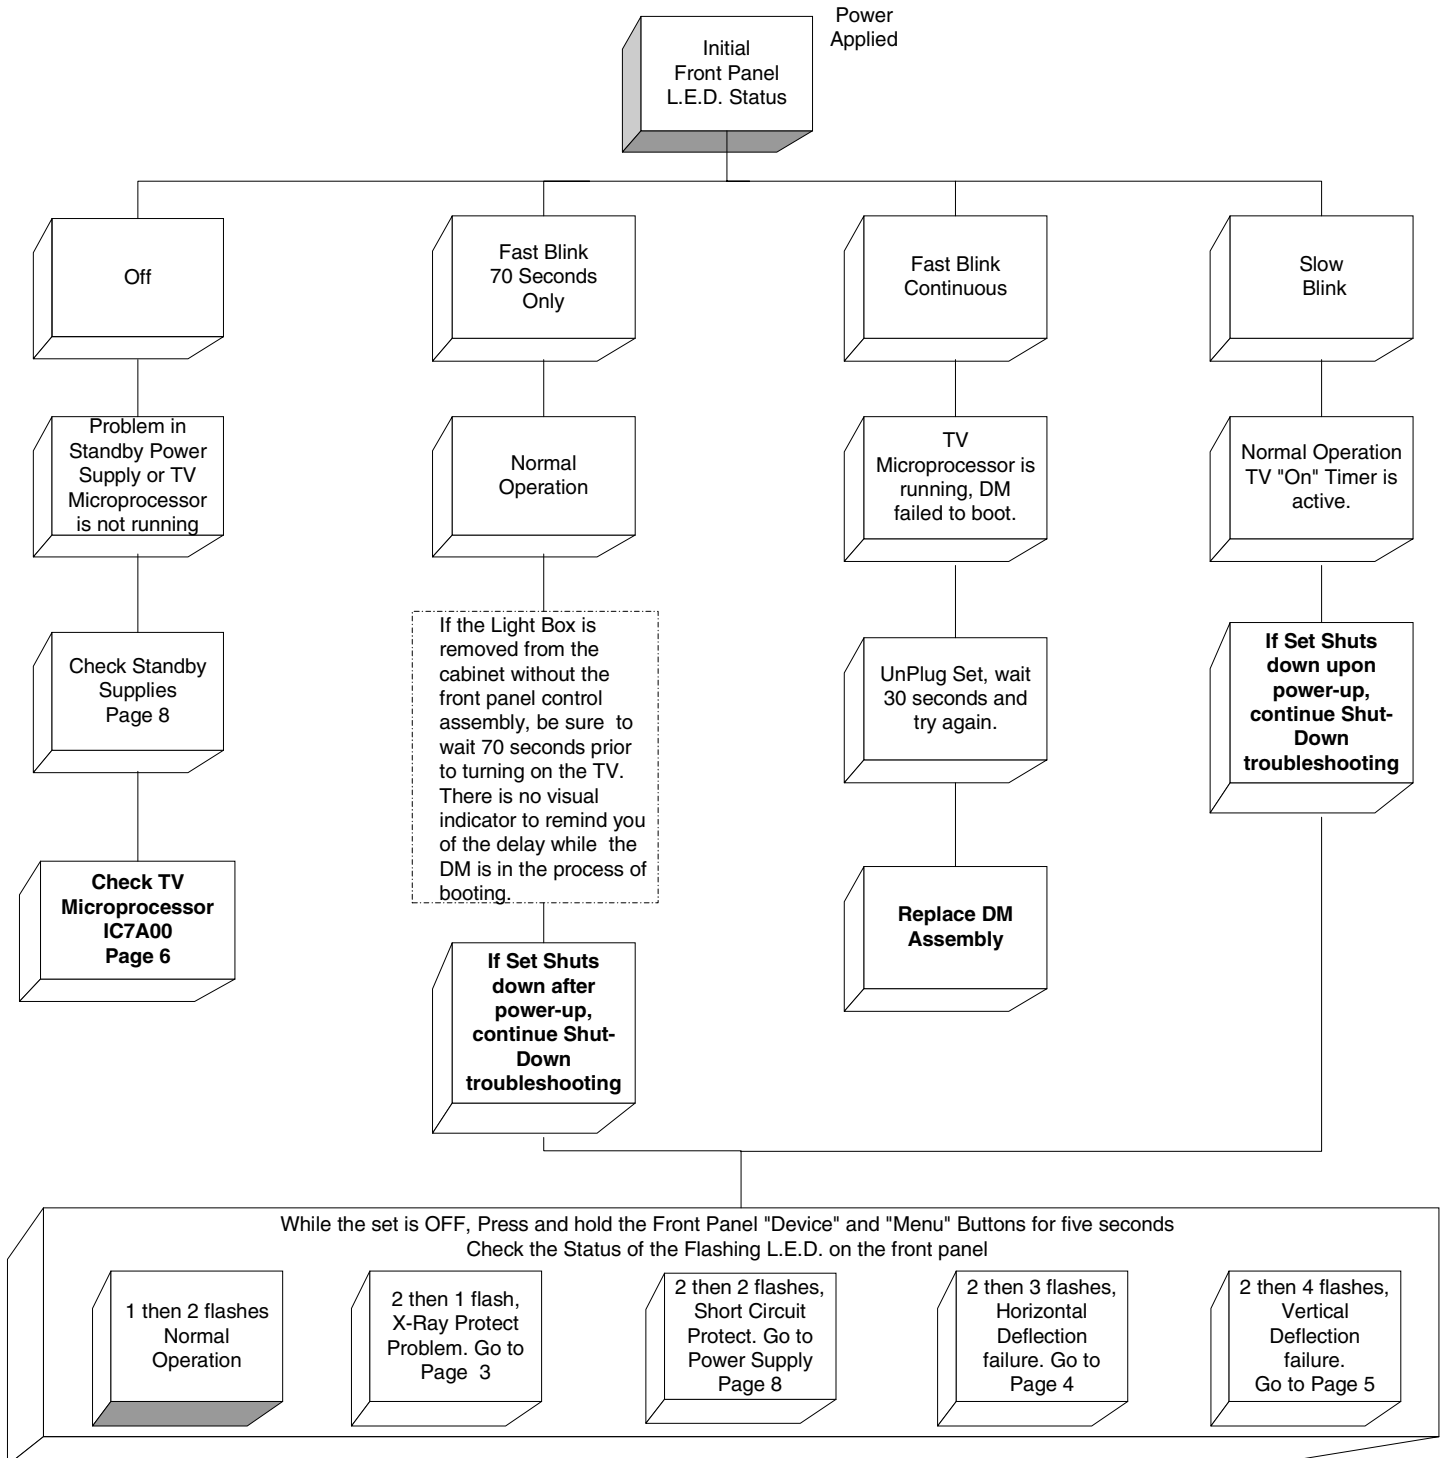 Power
Applied
Initial
Front Panel
L.E.D. Status
Off
Fast Blink
70 Seconds
Only
Fast Blink
Continuous
Slow
Blink
Problem in
Standby Power
Supply or TV
Microprocessor
is not running
Normal
Operation
TV
Microprocessor is
running, DM
failed to boot.
Normal Operation
TV "On" Timer is
active.
Check Standby
Supplies
Page 8
If the Light Box is
removed from the
cabinet without the
front panel control
assembly, be sure to
wait 70 seconds prior
to turning on the TV.
There is no visual
indicator to remind you
of the delay while the
DM is in the process of
booting.
UnPlug Set, wait
30 seconds and
try again.
If Set Shuts
down upon
power-up,
continue Shut-
Down
troubleshooting
Check TV
Microprocessor
IC7A00
Page 6
Replace DM
Assembly
If Set Shuts
down after
power-up,
continue Shut-
Down
troubleshooting
While the set is OFF, Press and hold the Front Panel "Device" and "Menu" Buttons for five seconds
Check the Status of the Flashing L.E.D. on the front panel
1 then 2 flashes
Normal
Operation
2 then 1 flash,
X-Ray Protect
Problem. Go to
Page 3
2 then 2 flashes,
Short Circuit
Protect. Go to
Power Supply
Page 8
2 then 3 flashes,
Horizontal
Deflection
failure. Go to
Page 4
2 then 4 flashes,
Vertical
Deflection
failure.
Go to Page 5